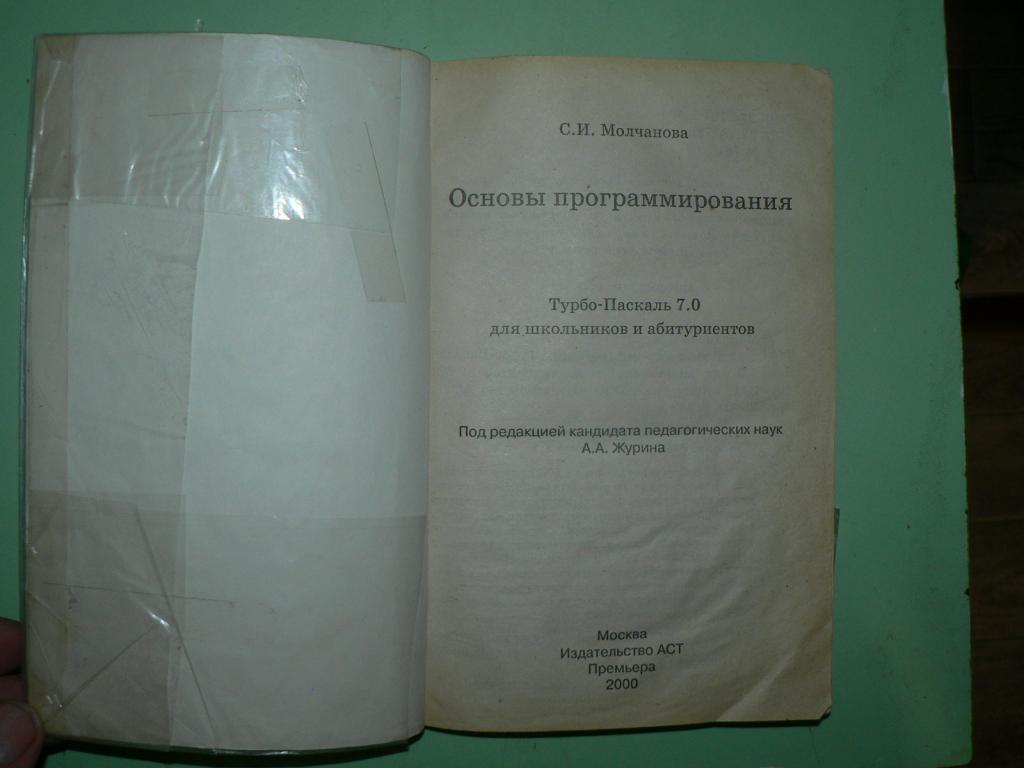 С.И. Молчанова
Основы программирования
Турбо-Паскаль 7.0
для школьников и абитуриентов
Под редакцией кандидата педагогических наук
А.А. Журина
Москва
Издательство АСТ
Премьера
2000